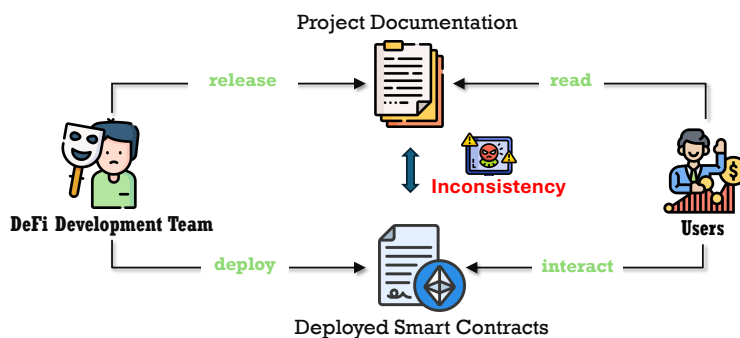 Project Documentation
release
read
Inconsistency
DeFi Development Team
Users
deploy
interact
Deployed Smart Contracts